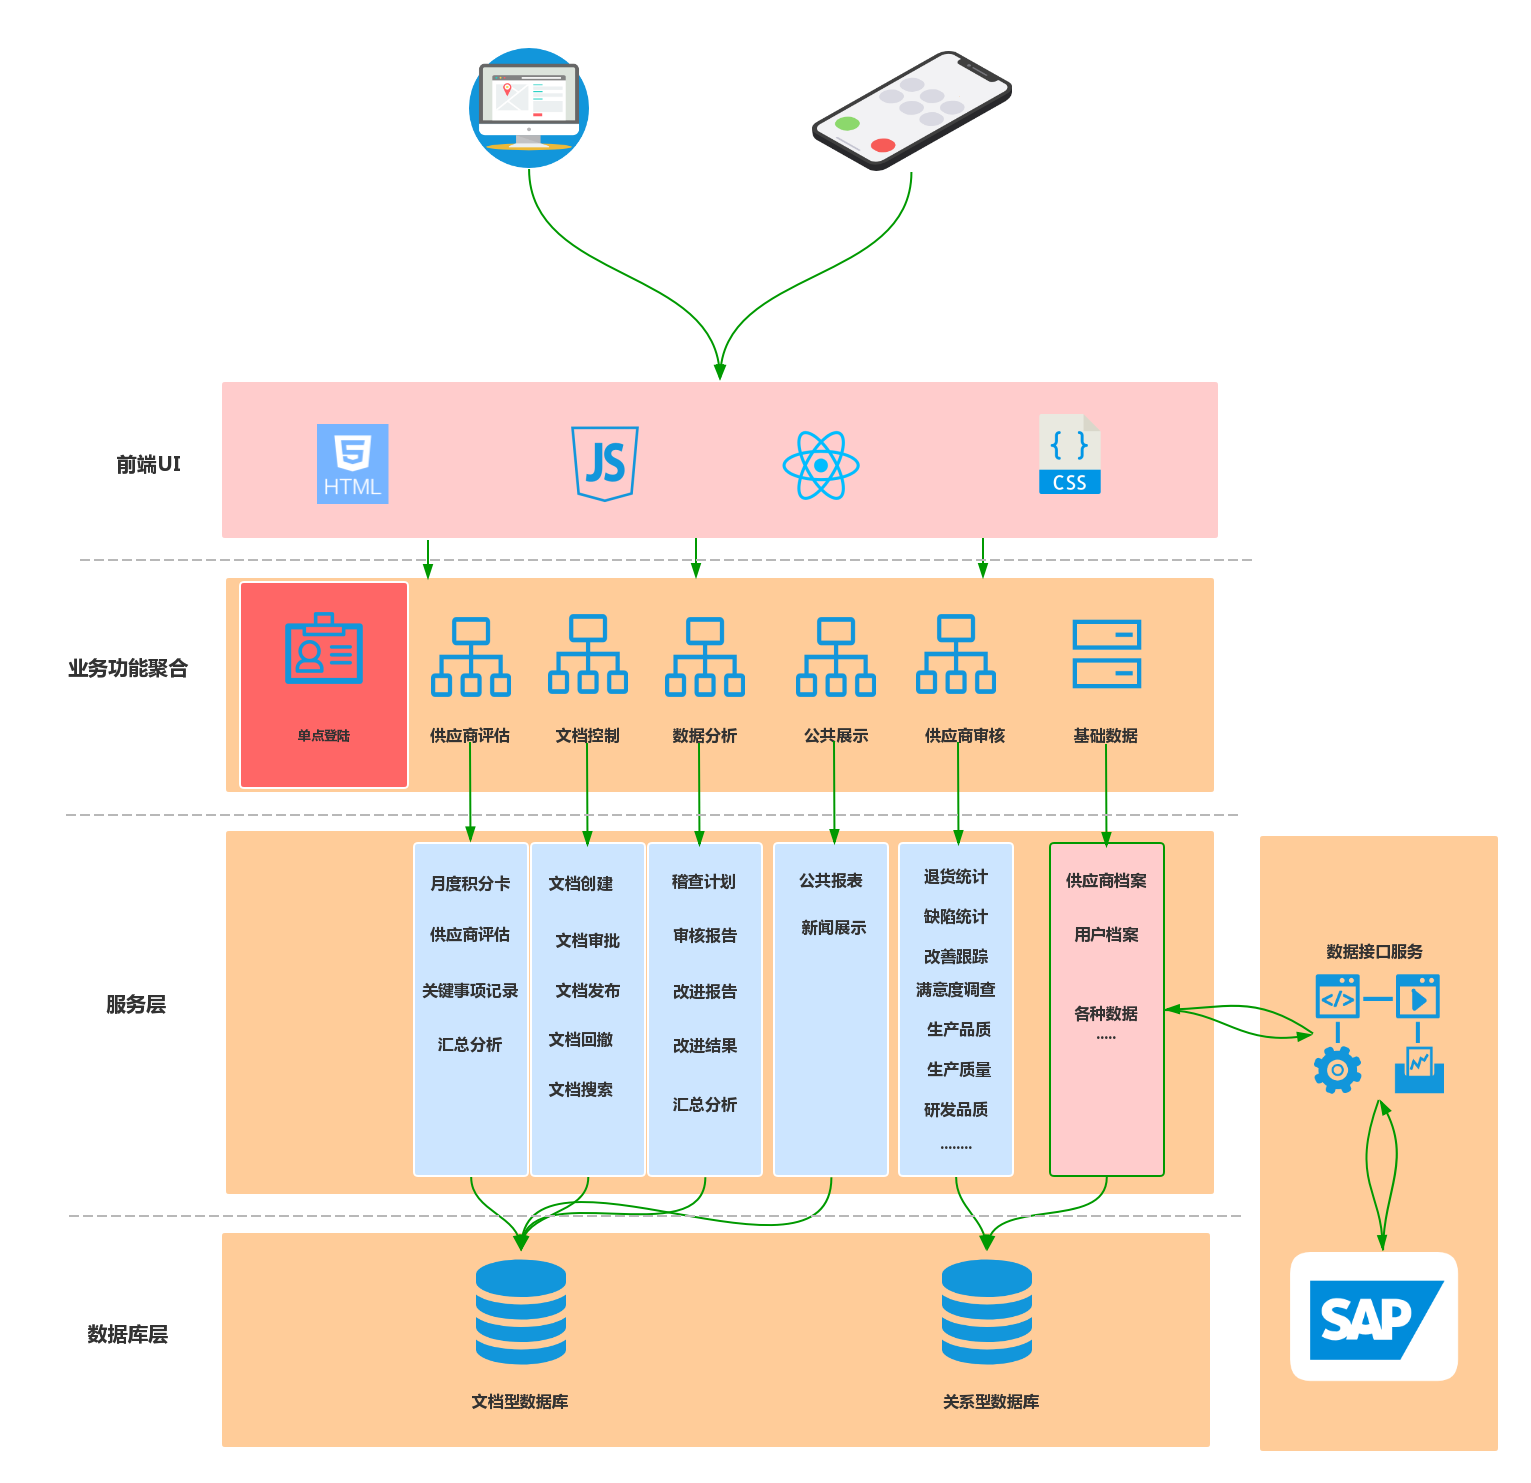 前端UI
HTML
JS
{ }
CSS
业务功能聚合
单点登陆
供应商评估
文档控制
数据分析
公共展示
供应商审核
基础数据
服务层
月度积分卡
供应商评估
关键事项记录
汇总分析
文档创建
文档审批
文档发布
文档回撤
文档搜索
稽查计划
审核报告
改进报告
改进结果
汇总分析
公共报表
新闻展示
退货统计
缺陷统计
改善跟踪
满意度调查
生产品质
生产质量
研发品质
........
供应商档案
用户档案
各种数据
.....
数据接口服务
</>
SAP
数据库层
文档型数据库
关系型数据库